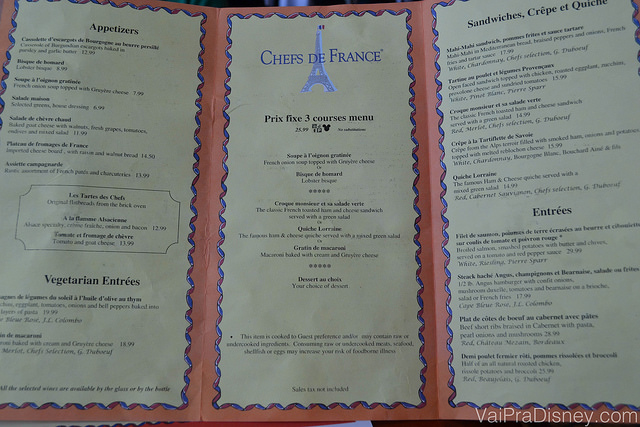 Appetizers
Cassolette d'escargots de Bourgogne au beurre persillé
Casserole of Burgundian escargots baked in
parsley and garlic butter 12.99
Bisque de homard
Lobster bisque 8.99
Soupe à l'oignon gratinée
French onion soup topped with Gruyère cheese 7.99
Salade maison
Selected greens, house dressing 6.99
Salade de chèvre chaud
Baked goat cheese with walnuts, fresh grapes, tomatoes,
endives and mixed salad 11.99
Plateau de fromages de France
Imported cheese board, with raisin and walnut bread 14.50
Assiette campagnarde
Rustic assortment of French patés and charcuteries 13.99
Les Tartes des Chefs
Original flatbreads from the brick oven
A la flamme Alsacienne
Alsace specialty, crème fraîche, onion and bacon 12.99
Tomate et fromage de chèvre
Tomato and goat cheese 13.99
Vegetarian Entrées
de légumes du soleil à l'huile d'olive au thym
eggplant, tomatoes, onions and bell peppers baked into
layers of pasta 19.99
Bleue Rosé, J.L. Colombo
de macaroni
baked with cream and Gruyère cheese 18.99
Merlot, Chefs selection, G. Duboeuf
All the selected wines are available by the glass or by the bottle
CHEFS DE FRANCE
Prix fixe 3 courses menu
25.99 No substitutions
Soupe à l'oignon gratinée
French onion soup topped with Gruyère cheese
Or
Bisque de homard
Lobster bisque
*****
Croque monsieur et sa salade verte
The classic French toasted ham and cheese sandwich
served with a green salad
Or
Quiche Lorraine
The famous ham & cheese quiche served with a mixed green salad
Or
Gratin de macaroni
Macaroni baked with cream and Gruyère cheese
*****
Dessert au choix
Your choice of dessert
• This item is cooked to Guest preference and/or may contain raw or
undercooked ingredients. Consuming raw or undercooked meats, seafood,
shellfish or eggs may increase your risk of foodborne illness
Sales tax not included
Sandwiches, Crêpe et Quiche
Mahi-Mahi sandwich, pommes frites et sauce tartare
Mahi-Mahi in Mediterranean bread, braised peppers and onions, French
fries and tartar sauce 17.99
White, Chardonnay, Chefs selection, G. Duboeuf
Tartine au poulet et légumes Provençaux
Open faced sandwich topped with chicken, roasted eggplant, zucchini,
provolone cheese and sundried tomatoes 15.99
White, Pinot Blanc, Pierre Sparr
Croque monsieur et sa salade verte
The classic French toasted ham and cheese sandwich
served with a green salad 14.99
Red, Merlot, Chefs selection, G. Duboeuf
Crêpe à la Tartiflette de Savoie
Crêpe from the Alps terroir filled with smoked ham, onions and potatoes
topped with melted reblochon cheese 15.99
White, Chardonnay, Bourgogne Blanc, Bouchard Ainé & fils
Quiche Lorraine
The famous Ham & Cheese quiche served with a
mixed green salad 14.99
Red, Cabernet Sauvignon, Chefs selection, G. Duboeuf
Entrées
Filet de saumon, pommes de terre écrasées au beurre et ciboulette
sur coulis de tomate et poivron rouge *
Broiled salmon, smashed potatoes with butter and chives,
served on a tomato and red pepper sauce 29.99
White, Riesling, Pierre Sparr
Steack haché Angus, champignons et Béarnaise, salade ou frites
1/2 lb. Angus hamburger with confit onions,
mushroom duxelle, tomatoes and bearnaise on a brioche,
salad or French fries 17.99
Cape Bleue Rosé, J.L. Colombo
Plat de côtes de boeuf au cabernet avec pâtes
Beef short ribs braised in Cabernet with pasta,
pearl onions and mushrooms 28.99
Red, Château Mezain, Bordeaux
Demi poulet fermier rôti, pommes rissolées et brocoli
Half of an all natural roasted chicken,
rissole potatoes and broccoli 25.99
Red, Beaujolais, G. Duboeuf
VaiPraDisney.com